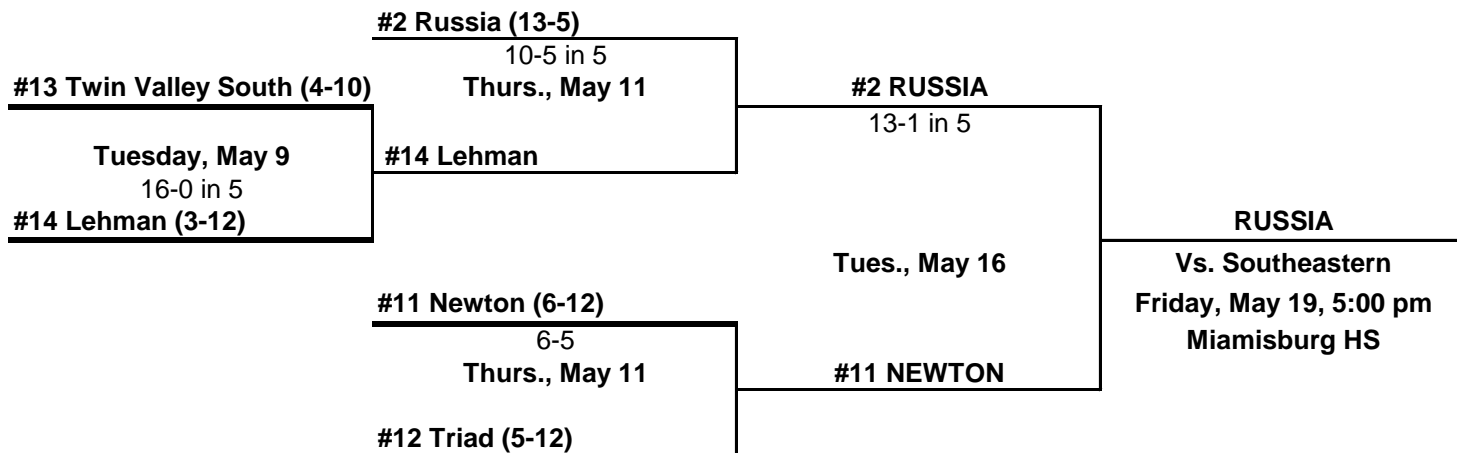 #2 Russia (13-5)
10-5 in 5
#13 Twin Valley South (4-10)
Thurs., May 11
#2 RUSSIA
13-1 in 5
Tuesday, May 9
#14 Lehman
16-0 in 5
#14 Lehman (3-12)
RUSSIA
Tues., May 16
Vs. Southeastern
#11 Newton (6-12)
Friday, May 19, 5:00 pm
6-5
Miamisburg HS
Thurs., May 11
#11 NEWTON
#12 Triad (5-12)